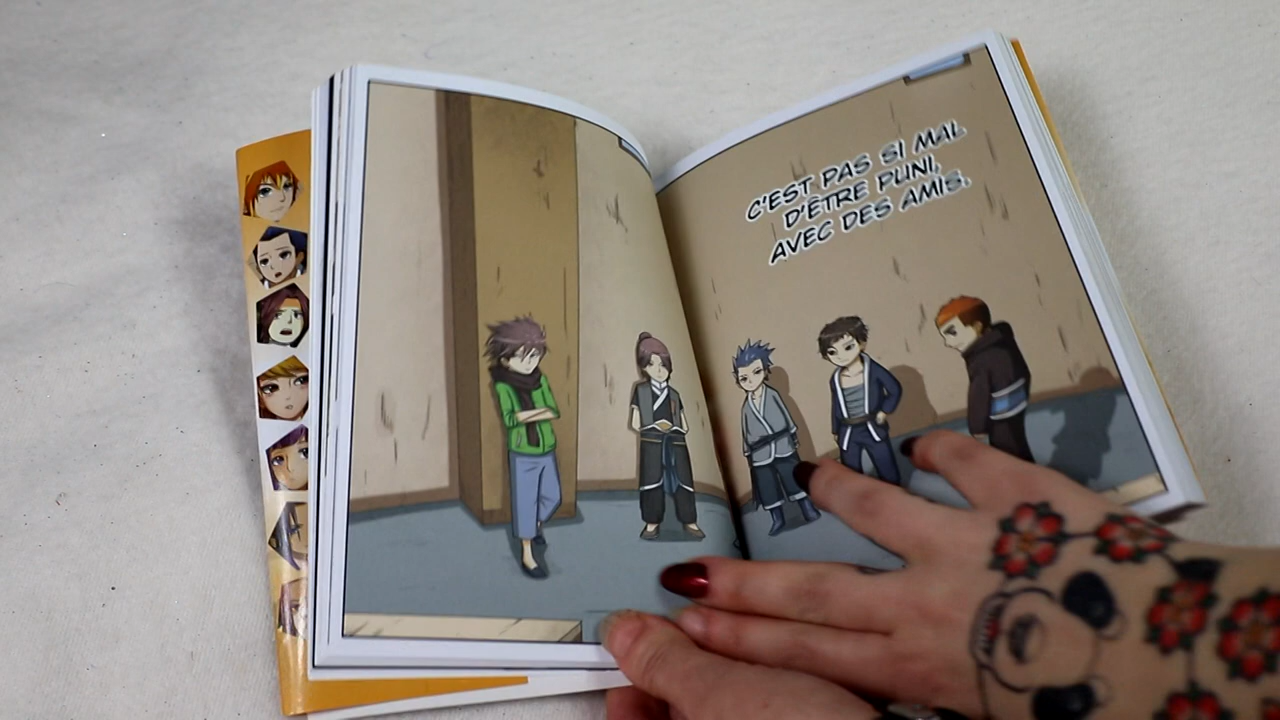 C'EST PAS SI MAL
D'ÊTRE PUNI,
AVEC DES AMIS.